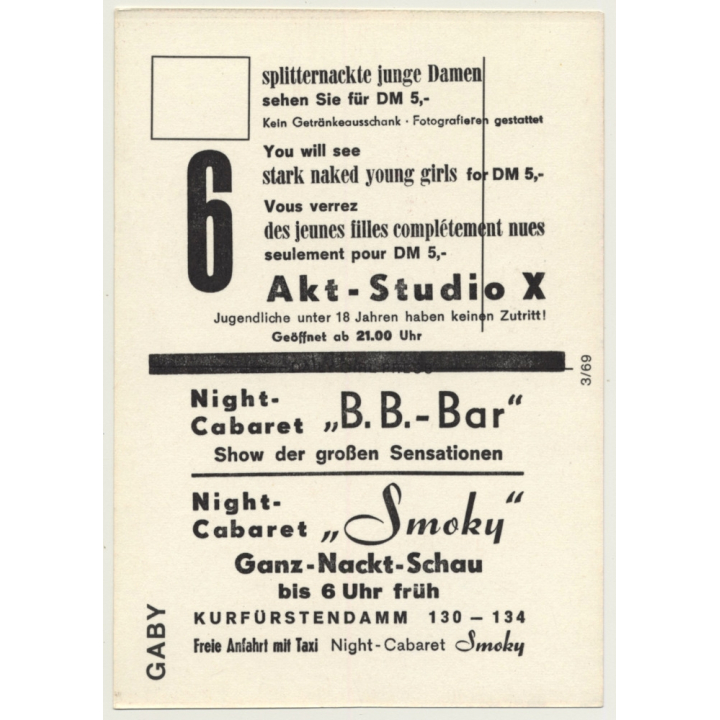 splitternackte junge Damen
sehen Sie für DM 5,-
Kein Getränkeausschank · Fotografieren gestattet
6
You will see
stark naked young girls for DM 5,-
Vous verrez
des jeunes filles complétement nues
seulement pour DM 5,-
Akt-Studio X
Jugendliche unter 18 Jahren haben keinen Zutritt!
Geöffnet ab 21.00 Uhr
3/69
Night-
Cabaret „B.B.-Bar“
Show der großen Sensationen
Night-
Cabaret „Smoky“
Ganz-Nackt-Schau
bis 6 Uhr früh
KURFÜRSTENDAMM 130 – 134
Freie Anfahrt mit Taxi Night-Cabaret Smoky
GABY